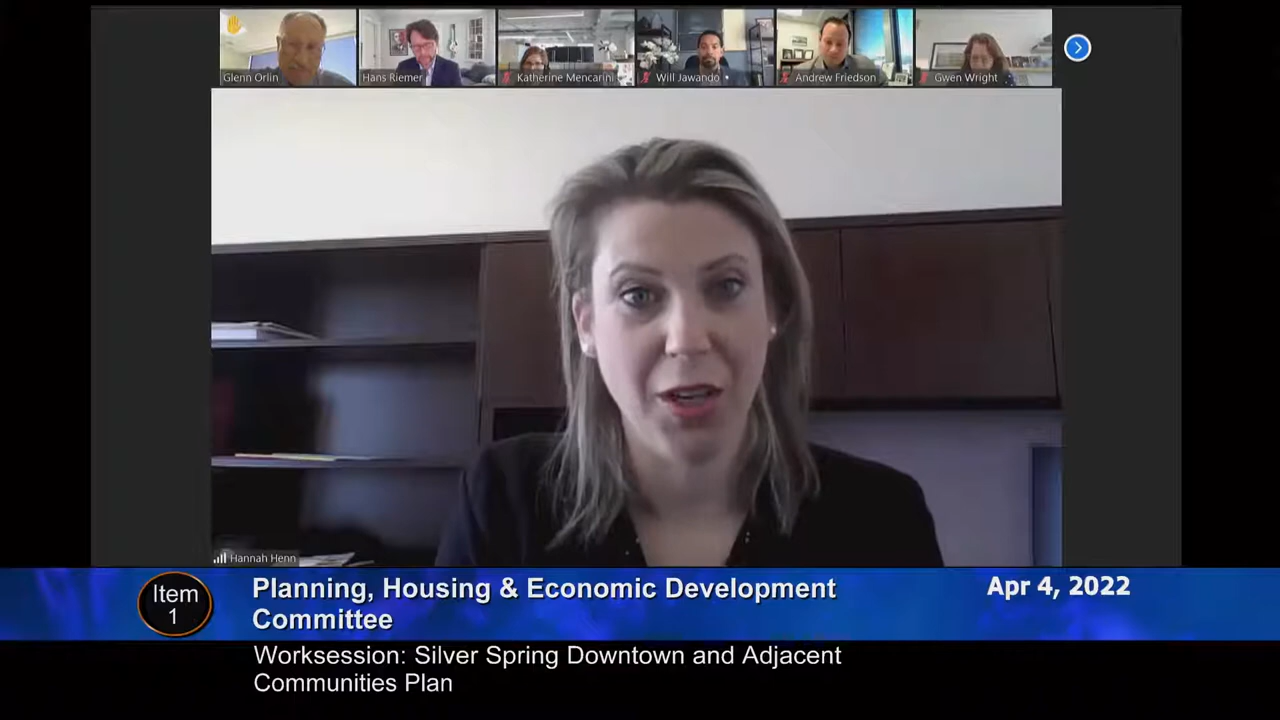 Glenn Orlin
Hans Riemer
Katherine Mencarini
Will Jawando
Andrew Friedson
Gwen Wright
Hannah Henn
Item
1
Planning, Housing & Economic Development
Committee
Apr 4, 2022
Worksession: Silver Spring Downtown and Adjacent
Communities Plan